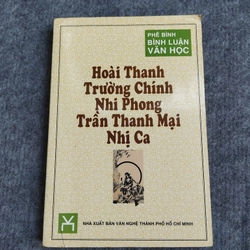 PHÊ BÌNH
BÌNH LUẬN
VĂN HỌC
Hoài Thanh
Trường Chính
Nhi Phong
Trần Thanh Mại
Nhị Ca
NHÀ XUẤT BẢN VĂN NGHỆ THÀNH PHỐ HỒ CHÍ MINH